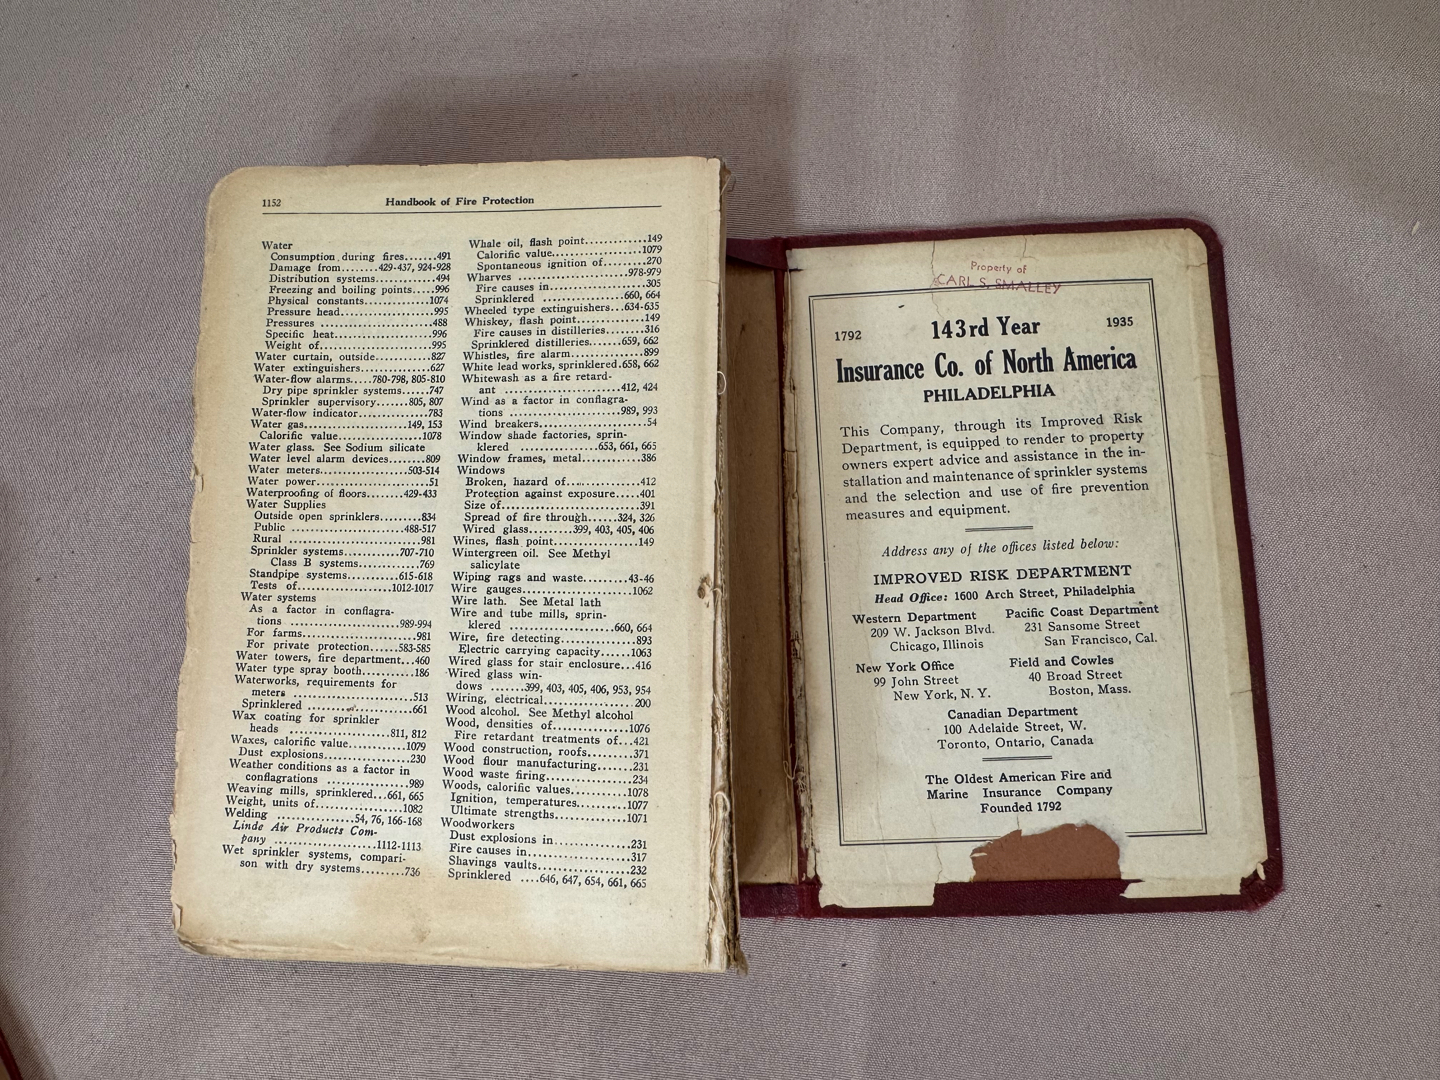 1152
Handbook of Fire Protection
Water
Consumption during fires.......491
Damage from........429-437, 924-928
Distribution systems............494
Freezing and boiling points.....996
Physical constants.............1074
Pressure head...................995
Pressures ......................488
Specific heat...................996
Weight of.......................995
Water curtain, outside..........827
Water extinguishers.............627
Water-flow alarms.....780-798, 805-810
Dry pipe sprinkler systems......747
Sprinkler supervisory.......805, 807
Water-flow indicator............783
Water gas...................149, 153
Calorific value................1078
Water glass. See Sodium silicate
Water level alarm devices........809
Water meters................503-514
Water power......................51
Waterproofing of floors.......429-433
Water Supplies
Outside open sprinklers.........834
Public .....................488-517
Rural ..........................981
Sprinkler systems...........707-710
Class B systems.................769
Standpipe systems...........615-618
Tests of..................1012-1017
Water systems
As a factor in conflagra-
tions ......................989-994
For farms.......................981
For private protection.......583-585
Water towers, fire department...460
Water type spray booth..........186
Waterworks, requirements for
meters .........................513
Sprinklered ....................661
Wax coating for sprinkler
heads ......................811, 812
Waxes, calorific value.........1079
Dust explosions.................230
Weather conditions as a factor in
conflagrations .................989
Weaving mills, sprinklered...661, 665
Weight, units of...............1082
Welding .............54, 76, 166-168
Linde Air Products Com-
pany .....................1112-1113
Wet sprinkler systems, compari-
son with dry systems.........736
Whale oil, flash point............149
Calorific value................1079
Spontaneous ignition of.........270
Wharves ....................978-979
Fire causes in..................305
Sprinklered ................660, 664
Wheeled type extinguishers...634-635
Whiskey, flash point............149
Fire causes in distilleries.......316
Sprinklered distilleries.......659, 662
Whistles, fire alarm............899
White lead works, sprinklered.658, 662
Whitewash as a fire retard-
ant ........................412, 424
Wind as a factor in conflagra-
tions ......................989, 993
Wind breakers....................54
Window shade factories, sprin-
klered .................653, 661, 665
Window frames, metal............386
Windows
Broken, hazard of...............412
Protection against exposure.....401
Size of.........................391
Spread of fire through......324, 326
Wired glass.........399, 403, 405, 406
Wines, flash point..............149
Wintergreen oil. See Methyl
salicylate
Wiping rags and waste.........43-46
Wire gauges....................1062
Wire lath. See Metal lath
Wire and tube mills, sprin-
klered .....................660, 664
Wire, fire detecting............893
Electric carrying capacity......1063
Wired glass for stair enclosure...416
Wired glass win-
dows .......399, 403, 405, 406, 953, 954
Wiring, electrical..............200
Wood alcohol. See Methyl alcohol
Wood, densities of.............1076
Fire retardant treatments of...421
Wood construction, roofs........371
Wood flour manufacturing........231
Wood waste firing...............234
Woods, calorific values........1078
Ignition, temperatures.........1077
Ultimate strengths.............1071
Woodworkers
Dust explosions in..............231
Fire causes in..................317
Shavings vaults.................232
Sprinklered ....646, 647, 654, 661, 665
Property of
CARL S. SMALLEY
1792 143rd Year 1935
Insurance Co. of North America
PHILADELPHIA
This Company, through its Improved Risk
Department, is equipped to render to property
owners expert advice and assistance in the in-
stallation and maintenance of sprinkler systems
and the selection and use of fire prevention
measures and equipment.
Address any of the offices listed below:
IMPROVED RISK DEPARTMENT
Head Office: 1600 Arch Street, Philadelphia
Western Department
209 W. Jackson Blvd.
Chicago, Illinois
Pacific Coast Department
231 Sansome Street
San Francisco, Cal.
New York Office
99 John Street
New York, N. Y.
Field and Cowles
40 Broad Street
Boston, Mass.
Canadian Department
100 Adelaide Street, W.
Toronto, Ontario, Canada
The Oldest American Fire and
Marine Insurance Company
Founded 1792